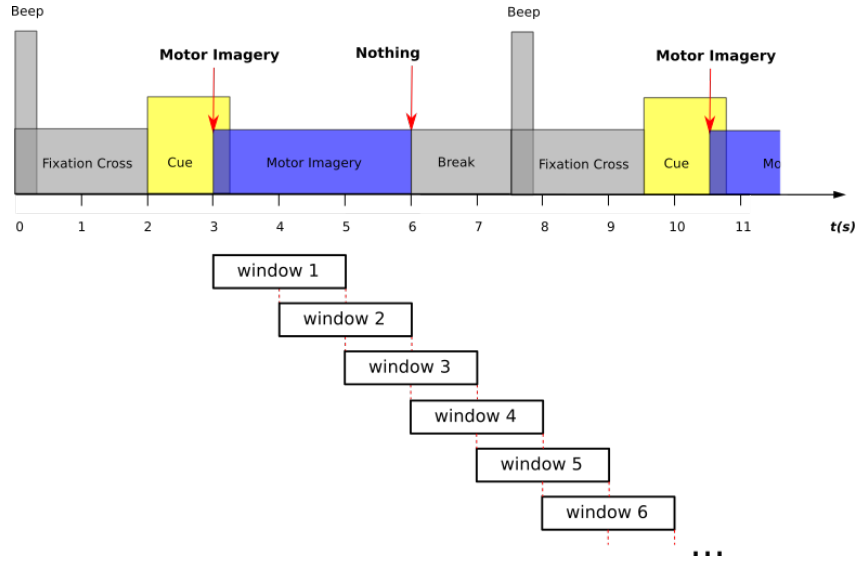 Beep
Beep
Motor Imagery
Nothing
Motor Imagery
Fixation Cross
Cue
Motor Imagery
Break
Fixation Cross
Cue
Mo
0 1 2 3 4 5 6 7 8 9 10 11 t(s)
window 1
window 2
window 3
window 4
window 5
window 6
...